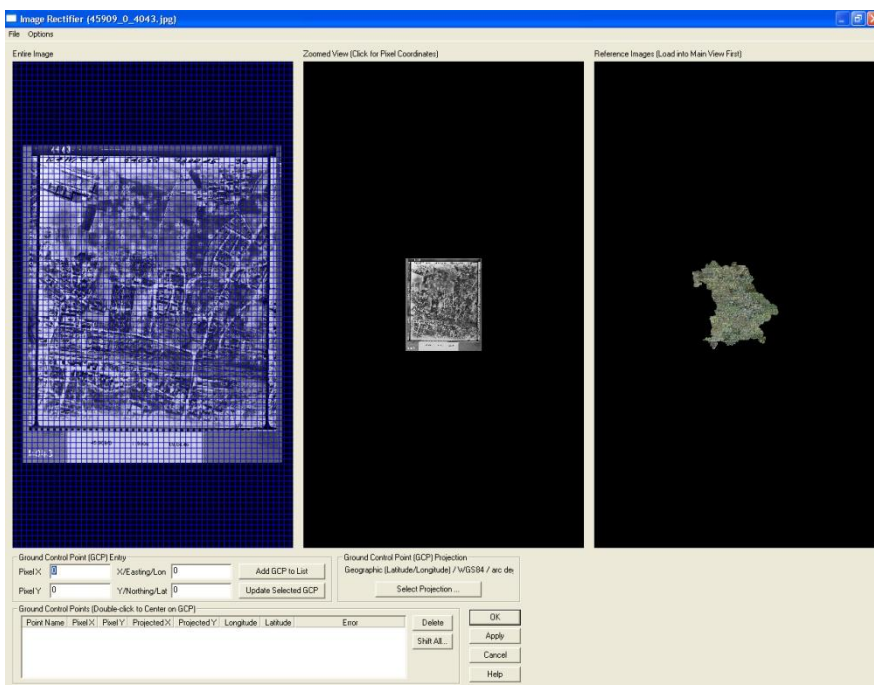 Image Rectifier (45909_0_4043.jpg)
File Options
Entire Image
Zoomed View (Click for Pixel Coordinates)
Reference Images (Load into Main View First)
Ground Control Point (GCP) Entry
Pixel X 0 X/Easting/Lon 0 Add GCP to List
Pixel Y 0 Y/Northing/Lat 0 Update Selected GCP
Ground Control Point (GCP) Projection
Geographic (Latitude/Longitude) / WGS84 / arc de
Select Projection ...
Ground Control Points (Double-click to Center on GCP)
Point Name Pixel X Pixel Y Projected X Projected Y Longitude Latitude Error
Delete
Shift All...
OK
Apply
Cancel
Help